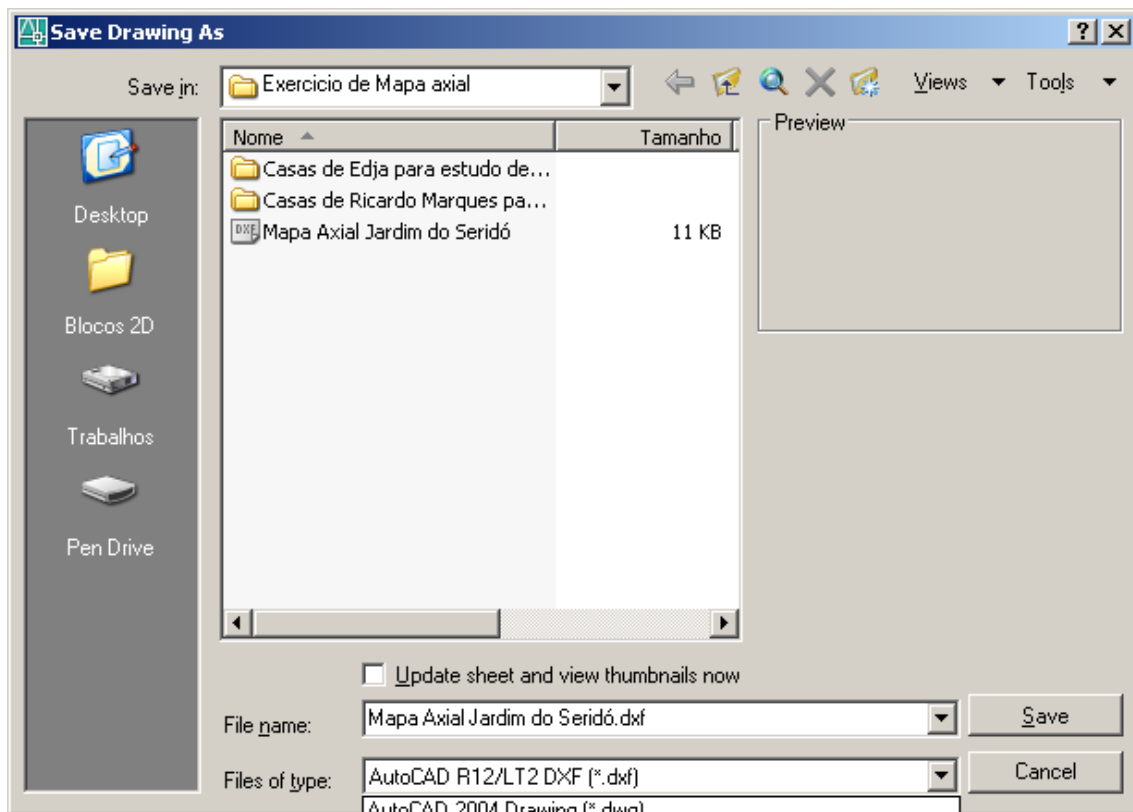 Save Drawing As
Save in: Exercicio de Mapa axial Views Tools
Nome Tamanho Preview
Casas de Edja para estudo de...
Casas de Ricardo Marques pa...
DXF Mapa Axial Jardim do Seridó 11 KB
Desktop
Blocos 2D
Trabalhos
Pen Drive
Update sheet and view thumbnails now
File name: Mapa Axial Jardim do Seridó.dxf Save
Files of type: AutoCAD R12/LT2 DXF (*.dxf) Cancel
AutoCAD 2004 Drawing (*.dwg)